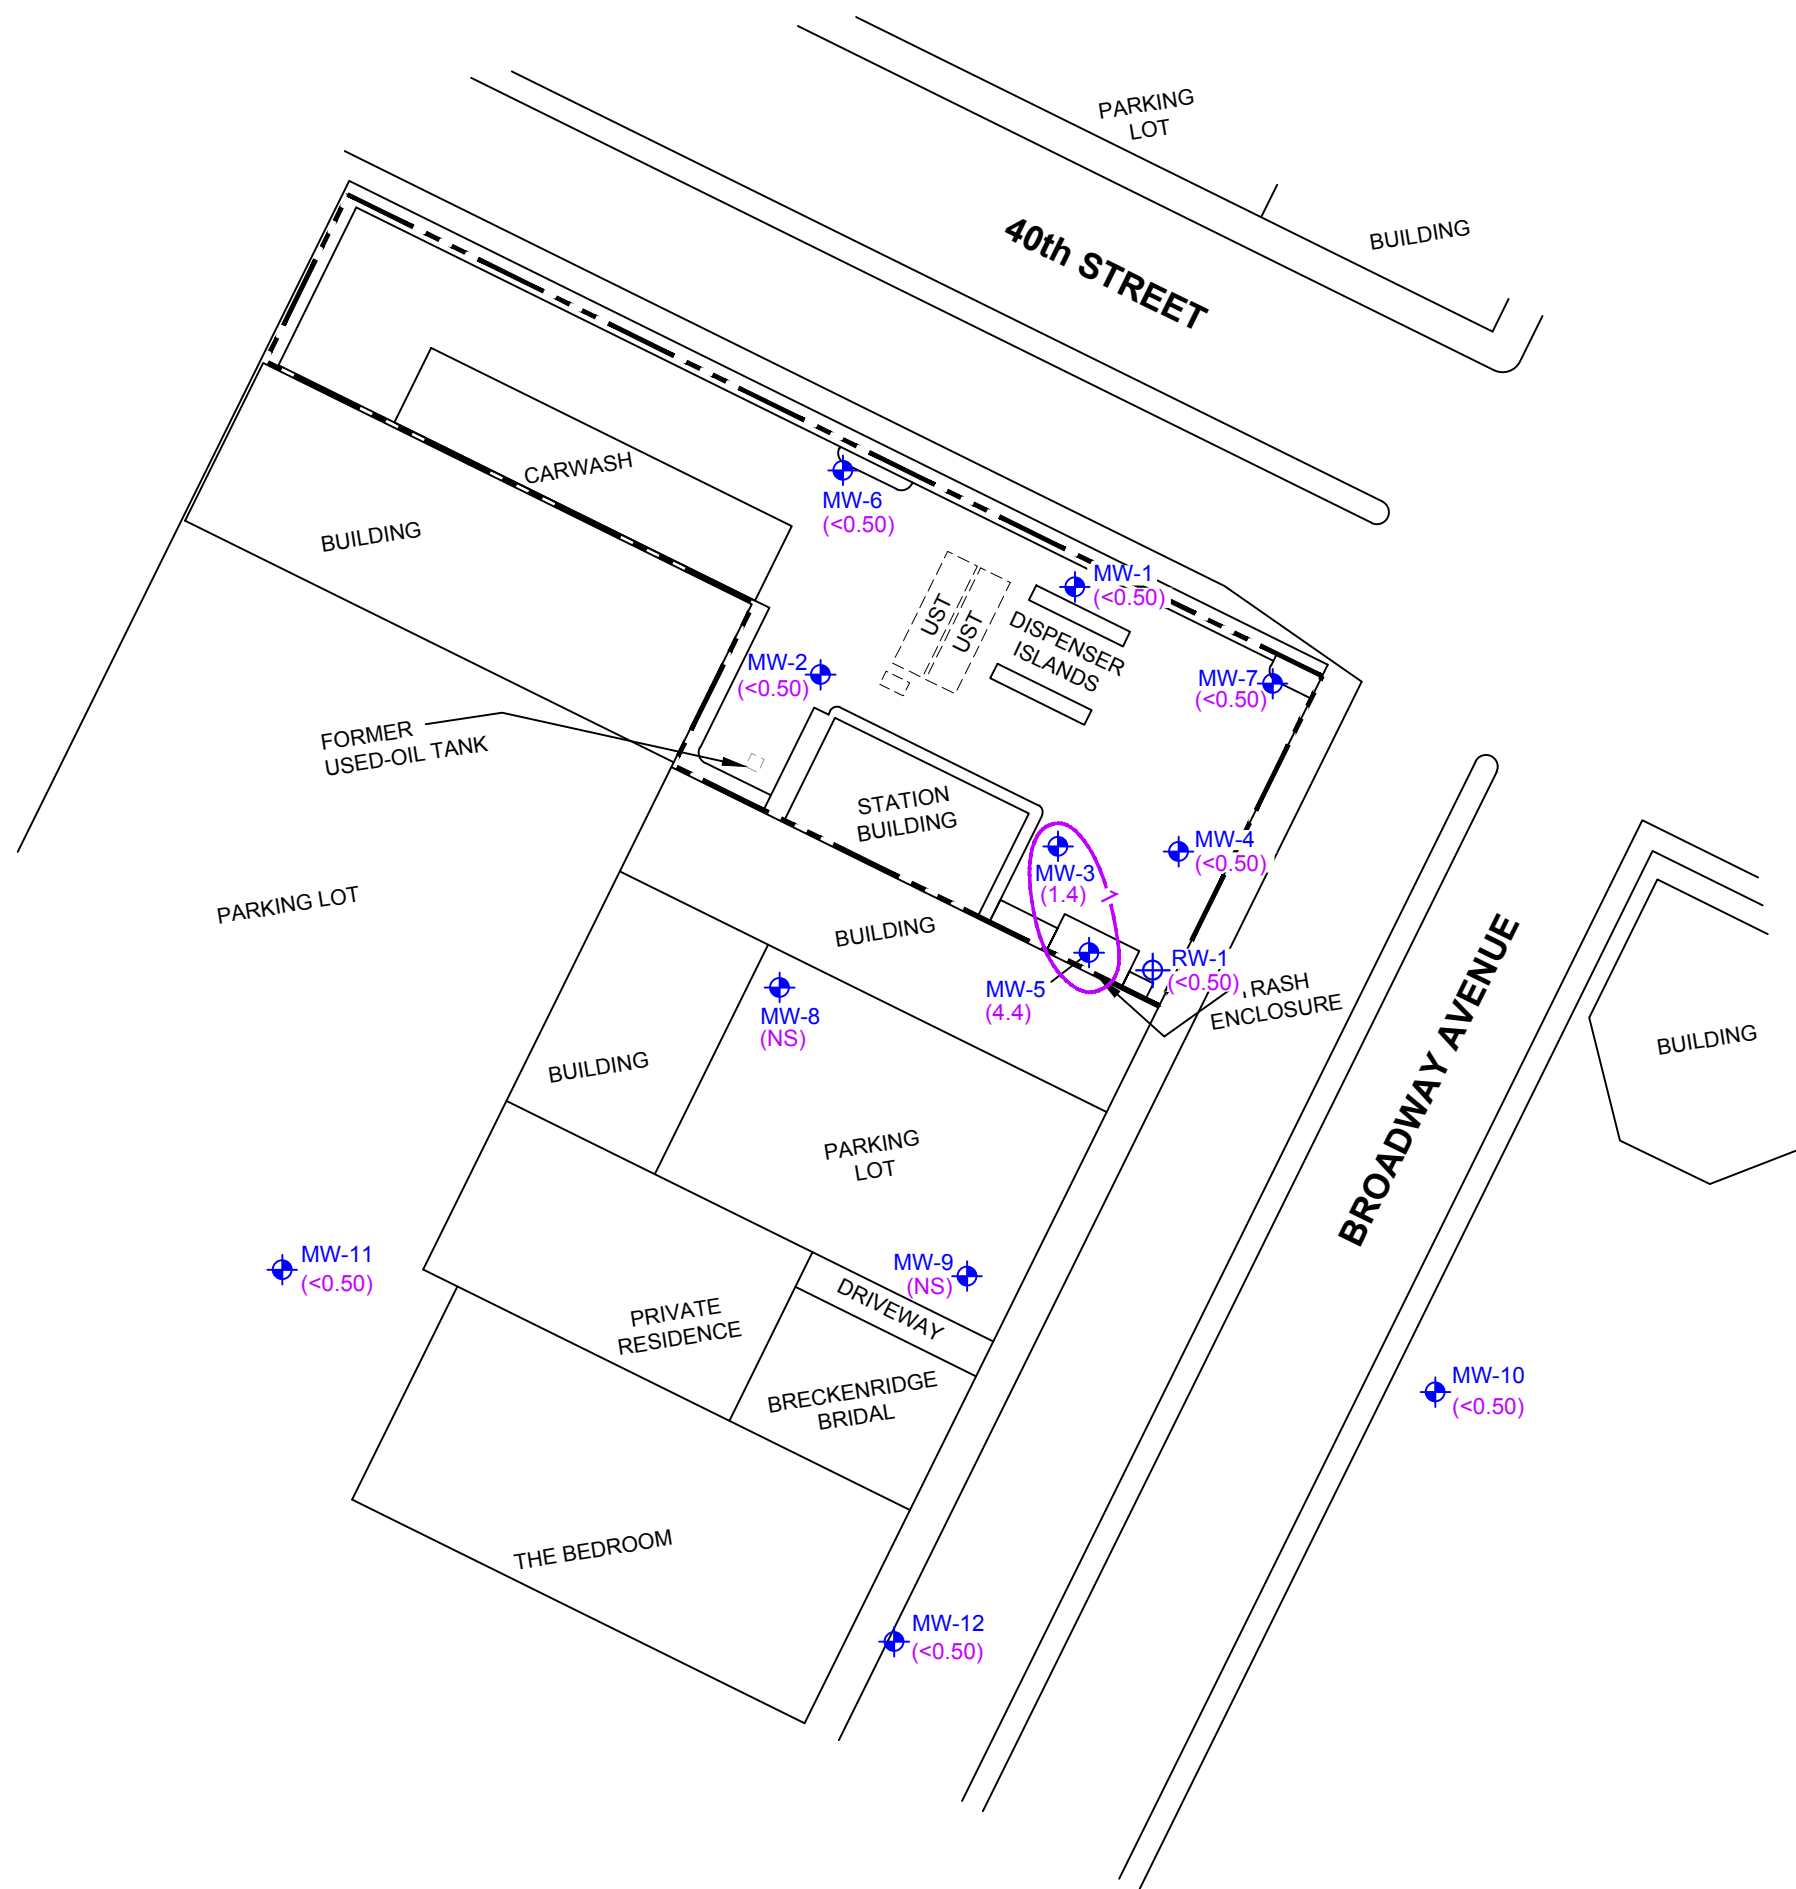 PARKING
LOT
BUILDING
40th STREET
CARWASH
BUILDING
MW-6
(<0.50)
MW-1
(<0.50)
UST
UST
DISPENSER
ISLANDS
MW-2
(<0.50)
MW-7
(<0.50)
FORMER
USED-OIL TANK
STATION
BUILDING
MW-4
(<0.50)
MW-3
(1.4)
1
PARKING LOT
BUILDING
RW-1
(<0.50)
TRASH
ENCLOSURE
MW-5
(4.4)
BROADWAY AVENUE
BUILDING
MW-8
(NS)
BUILDING
PARKING
LOT
MW-11
(<0.50)
MW-9
(NS)
DRIVEWAY
PRIVATE
RESIDENCE
BRECKENRIDGE
BRIDAL
MW-10
(<0.50)
THE BEDROOM
MW-12
(<0.50)